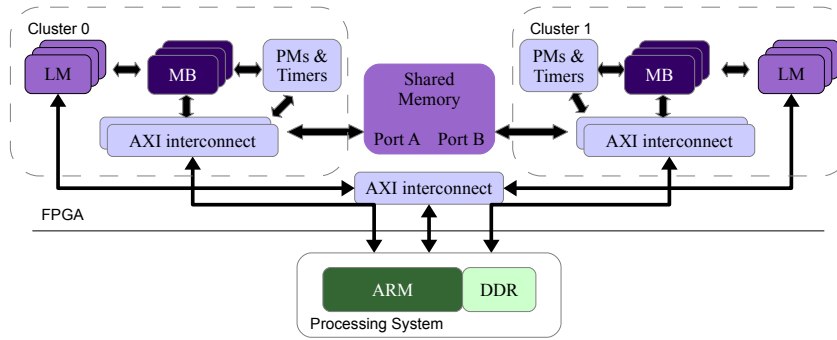 Cluster 0
LM
MB
PMs &
Timers
AXI interconnect
Shared
Memory
Port A Port B
Cluster 1
PMs &
Timers
MB
LM
AXI interconnect
AXI interconnect
FPGA
ARM
DDR
Processing System